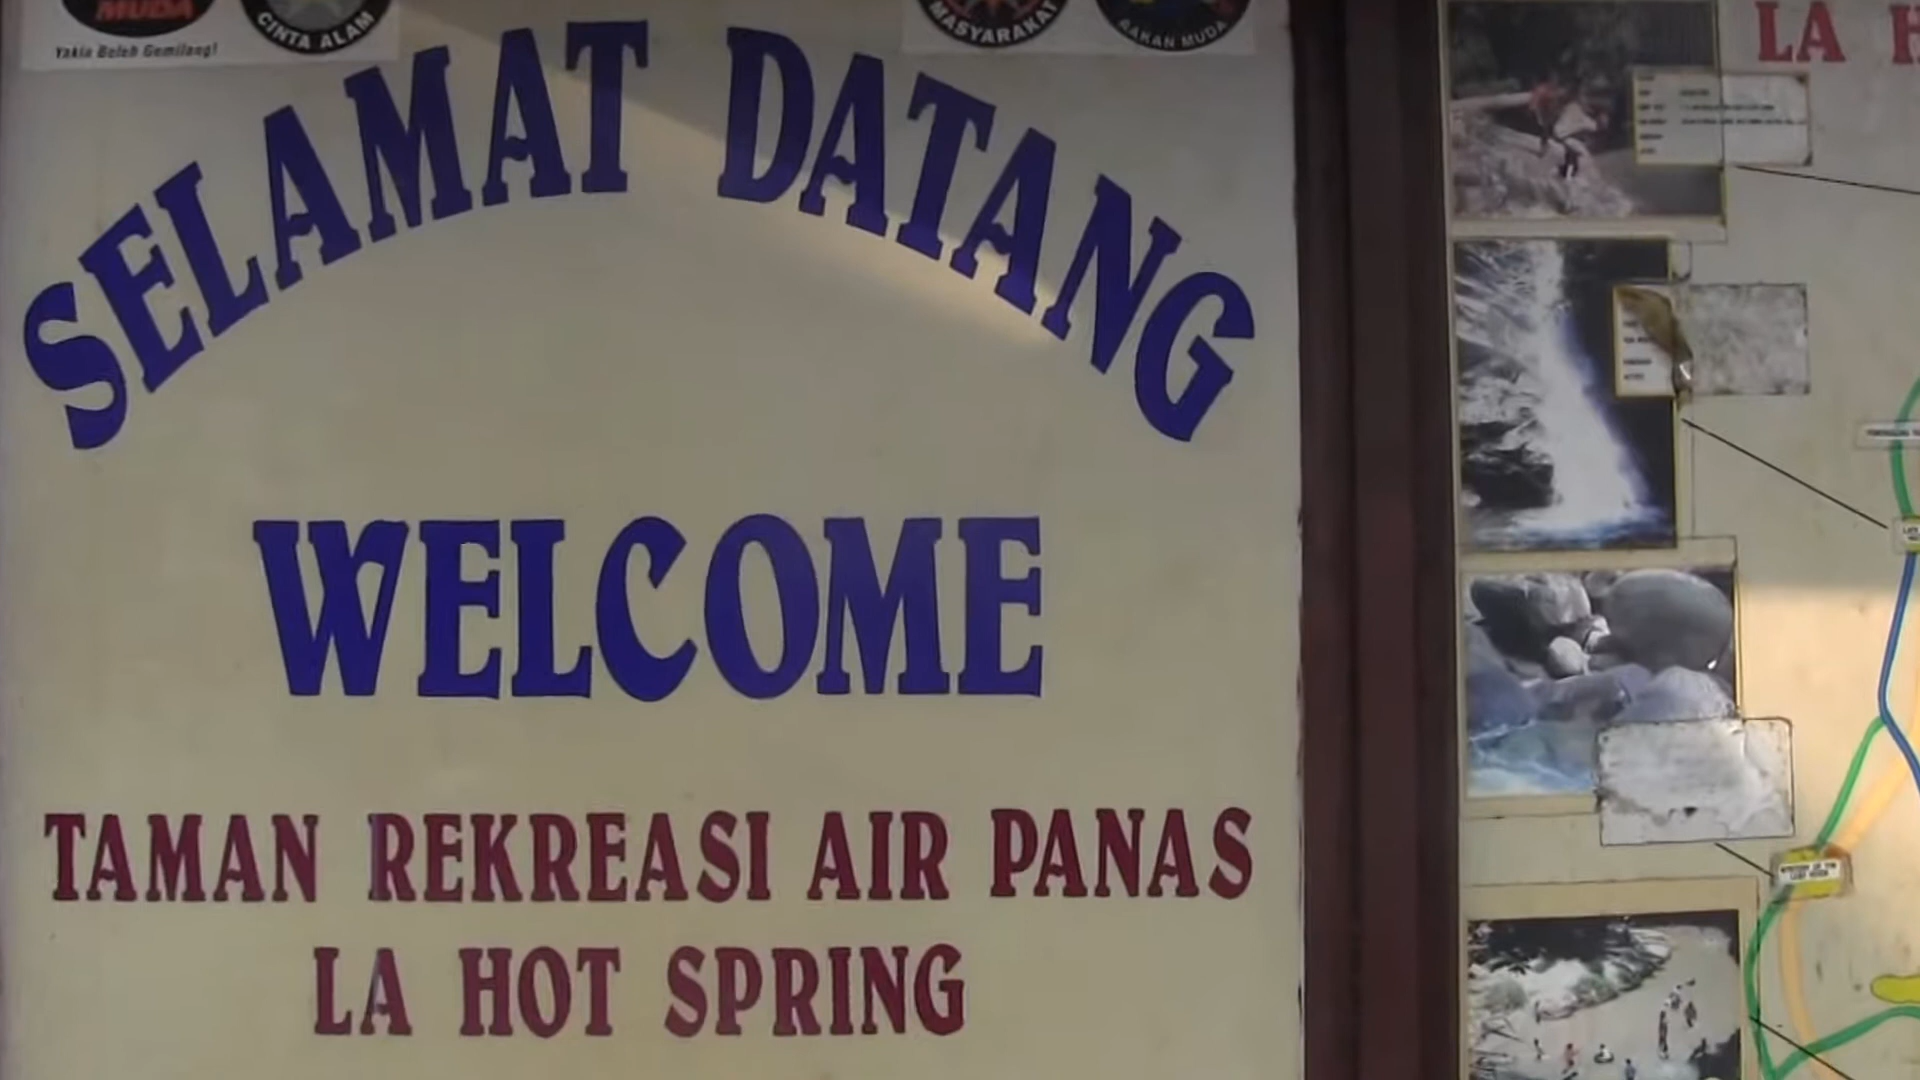 MUDA
Yakin Boleh Gemilang!
CINTA ALAM
MASYARAKAT
RAKAN MUDA
SELAMAT DATANG
WELCOME
TAMAN REKREASI AIR PANAS
LA HOT SPRING
LA H